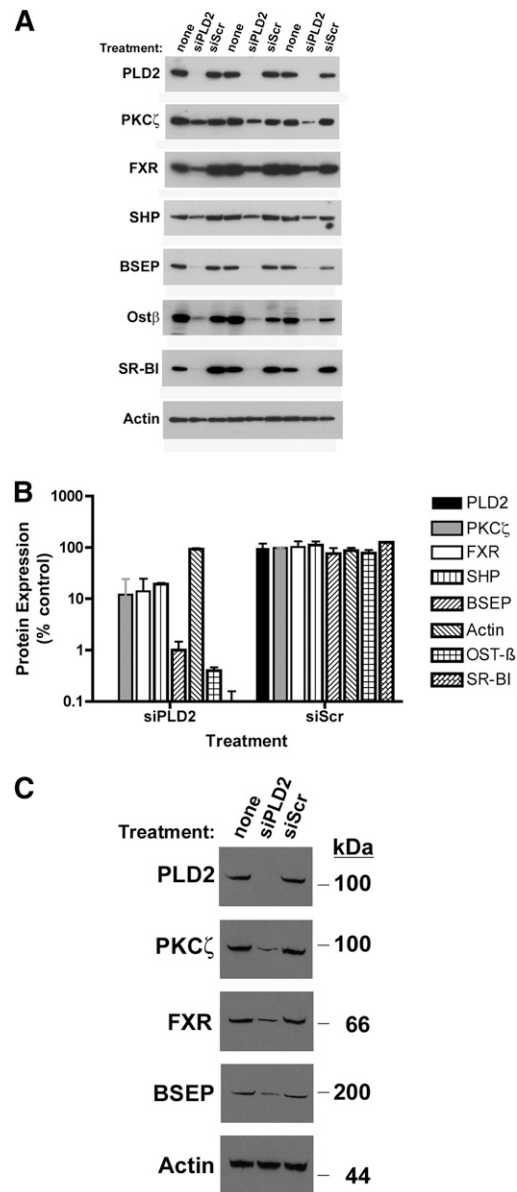 A
Treatment: none siPLD2 siScr none siPLD2 siScr none siPLD2 siScr
PLD2
PKCζ
FXR
SHP
BSEP
Ostβ
SR-BI
Actin
B
Protein Expression
(% control)
1000
100
10
1
0.1
siPLD2 siScr
Treatment
PLD2
PKCζ
FXR
SHP
BSEP
Actin
OST-ß
SR-BI
C
Treatment: none siPLD2 siScr
kDa
PLD2 100
PKCζ 100
FXR 66
BSEP 200
Actin 44